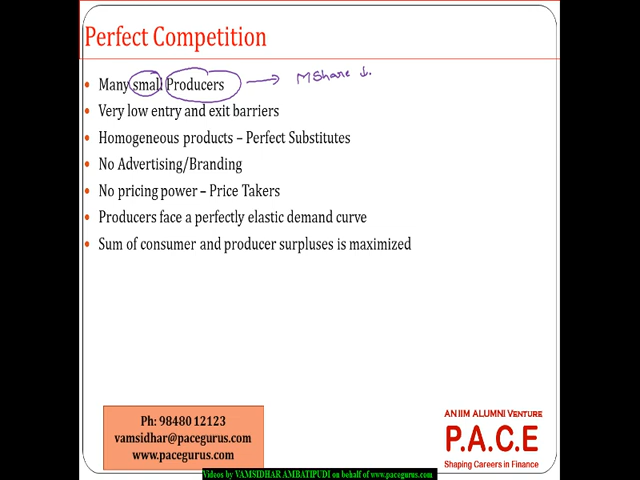 Perfect Competition
Many small Producers → MShare ↓
Very low entry and exit barriers
Homogeneous products – Perfect Substitutes
No Advertising/Branding
No pricing power – Price Takers
Producers face a perfectly elastic demand curve
Sum of consumer and producer surpluses is maximized
Ph: 98480 12123
vamsidhar@pacegurus.com
www.pacegurus.com
AN IIM ALUMNI VENTURE
P.A.C.E
Shaping Careers in Finance
Videos by VAMSIDHAR AMBATIPUDI on behalf of www.pacegurus.com